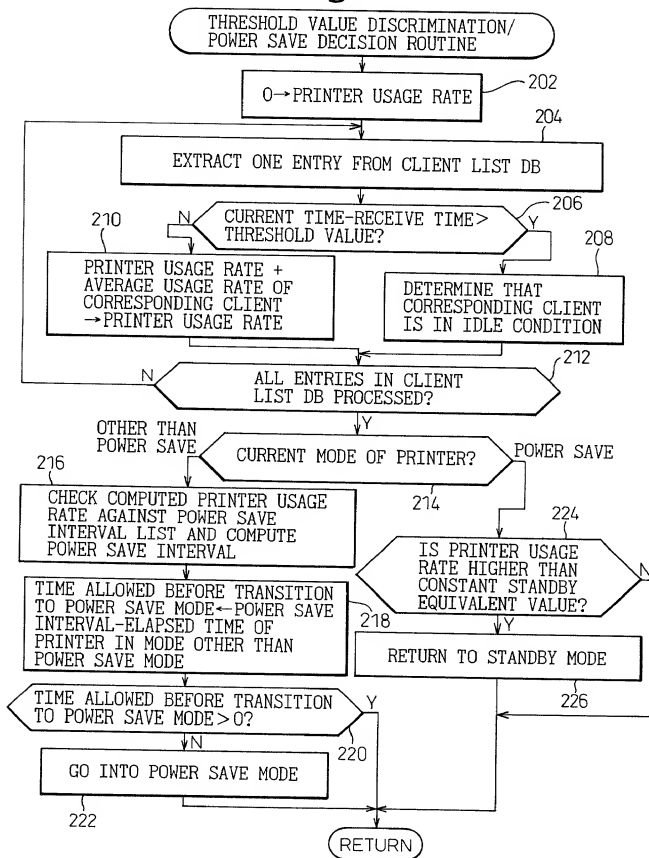 THRESHOLD VALUE DISCRIMINATION/
POWER SAVE DECISION ROUTINE
202
0→PRINTER USAGE RATE
204
EXTRACT ONE ENTRY FROM CLIENT LIST DB
206
N
CURRENT TIME-RECEIVE TIME>
THRESHOLD VALUE?
Y
210
PRINTER USAGE RATE +
AVERAGE USAGE RATE OF
CORRESPONDING CLIENT
→PRINTER USAGE RATE
208
DETERMINE THAT
CORRESPONDING CLIENT
IS IN IDLE CONDITION
212
N
ALL ENTRIES IN CLIENT
LIST DB PROCESSED?
Y
OTHER THAN
POWER SAVE
CURRENT MODE OF PRINTER?
POWER SAVE
214
216
CHECK COMPUTED PRINTER USAGE
RATE AGAINST POWER SAVE
INTERVAL LIST AND COMPUTE
POWER SAVE INTERVAL
224
IS PRINTER USAGE
RATE HIGHER THAN
CONSTANT STANDBY
EQUIVALENT VALUE?
N
Y
TIME ALLOWED BEFORE TRANSITION
TO POWER SAVE MODE←POWER SAVE
INTERVAL-ELAPSED TIME OF
PRINTER IN MODE OTHER THAN
POWER SAVE MODE
218
RETURN TO STANDBY MODE
226
TIME ALLOWED BEFORE TRANSITION
TO POWER SAVE MODE>0?
Y
220
N
GO INTO POWER SAVE MODE
222
RETURN